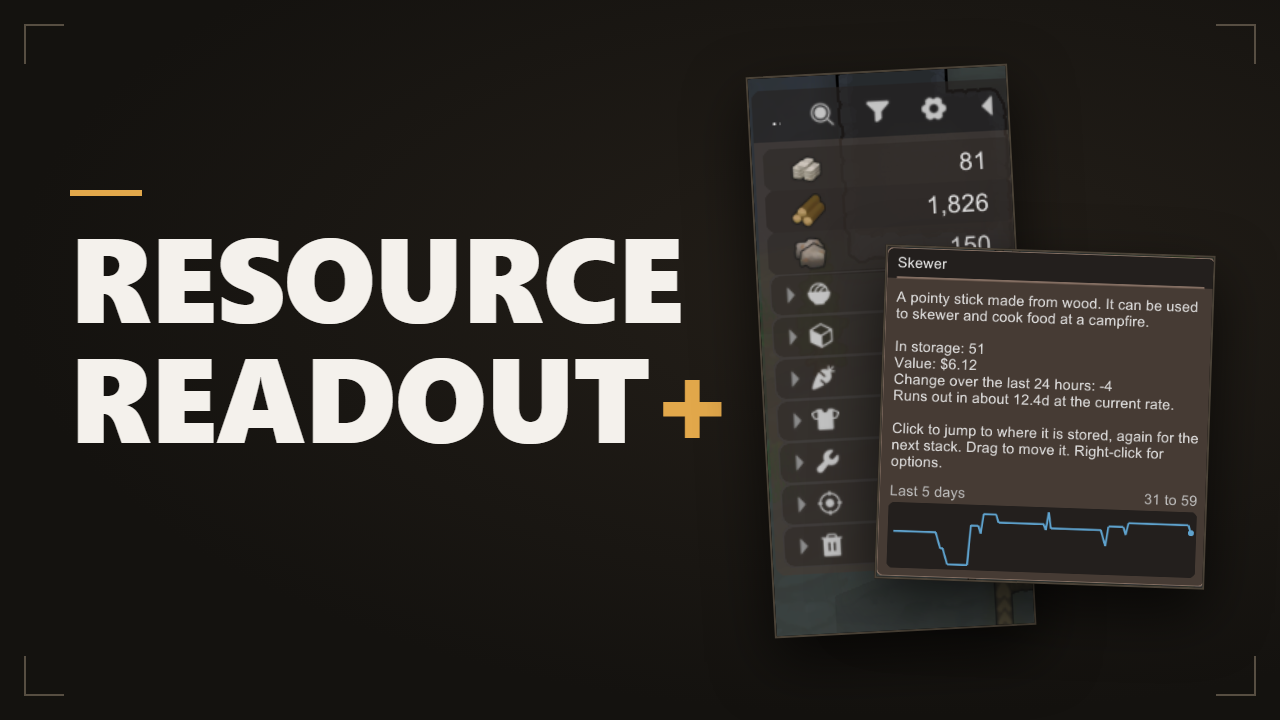 RESOURCE
READOUT+
81
1,826
150
Skewer
A pointy stick made from wood. It can be used
to skewer and cook food at a campfire.
In storage: 51
Value: $6.12
Change over the last 24 hours: -4
Runs out in about 12.4d at the current rate.
Click to jump to where it is stored, again for the
next stack. Drag to move it. Right-click for
options.
Last 5 days
31 to 59